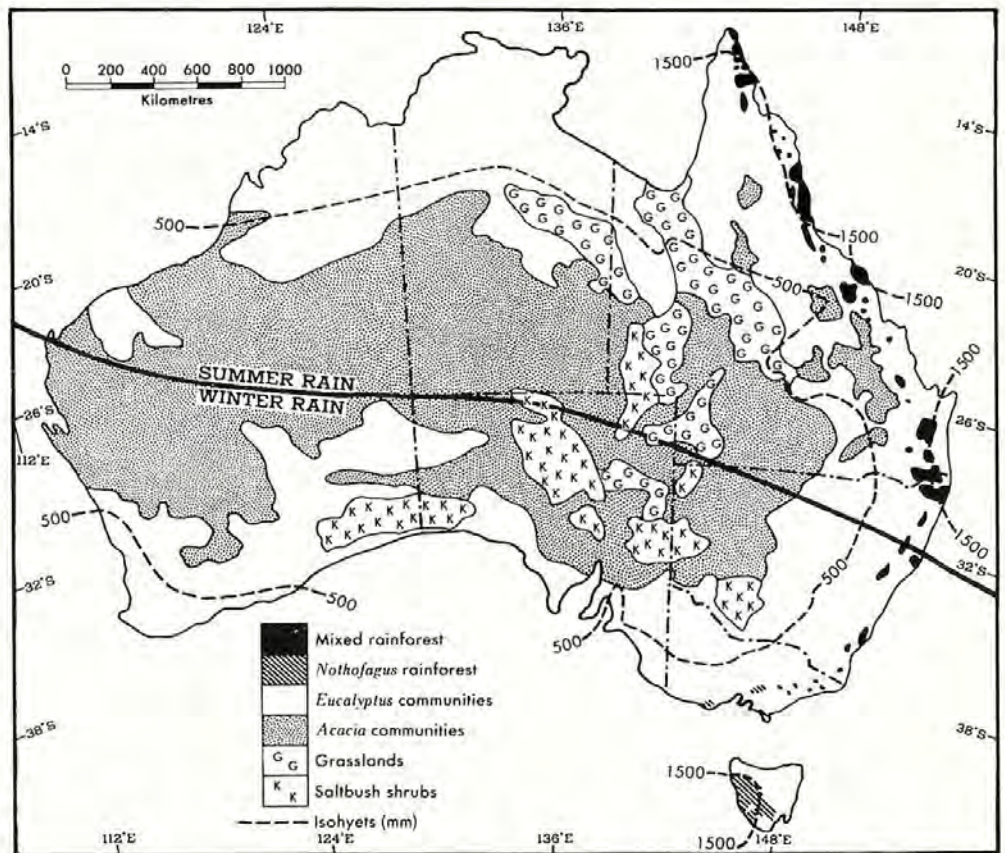 124°E
136°E
148°E
0 200 400 600 800 1000
Kilometres
1500
14°S
14°S
500
G G G G G G G G G G G G
1500
20°S
500
20°S
1500
K K K K K
G G G G G
1500
SUMMER RAIN
WINTER RAIN
26°S
26°S
112°E
K K K
G G G G
K K K K K K K K K
G G G G
K K K K K K K K K K
500
K K
K K K K K K
K K K K K
500
1500
32°S
32°S
500
500
Mixed rainforest
Nothofagus rainforest
Eucalyptus communities
Acacia communities
G G
Grasslands
K K
Saltbush shrubs
Isohyets (mm)
38°S
38°S
1500
1500
112°E
124°E
136°E
148°E